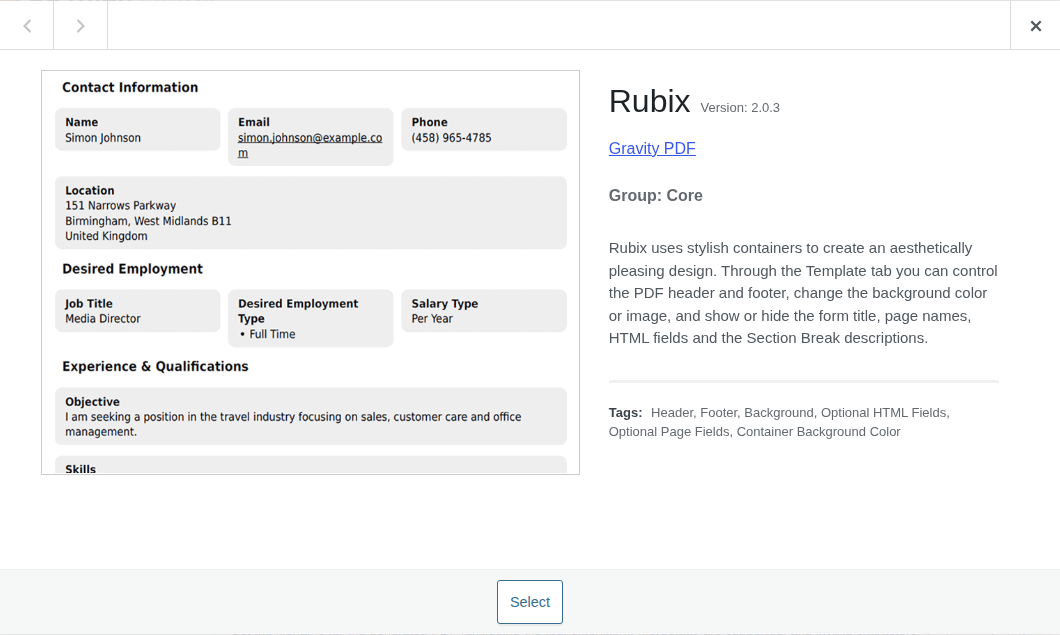 Contact Information
Name
Simon Johnson
Email
simon.johnson@example.co
m
Phone
(458) 965-4785
Location
151 Narrows Parkway
Birmingham, West Midlands B11
United Kingdom
Desired Employment
Job Title
Media Director
Desired Employment
Type
• Full Time
Salary Type
Per Year
Experience & Qualifications
Objective
I am seeking a position in the travel industry focusing on sales, customer care and office
management.
Skills
Rubix Version: 2.0.3
Gravity PDF
Group: Core
Rubix uses stylish containers to create an aesthetically
pleasing design. Through the Template tab you can control
the PDF header and footer, change the background color
or image, and show or hide the form title, page names,
HTML fields and the Section Break descriptions.
Tags: Header, Footer, Background, Optional HTML Fields,
Optional Page Fields, Container Background Color
Select